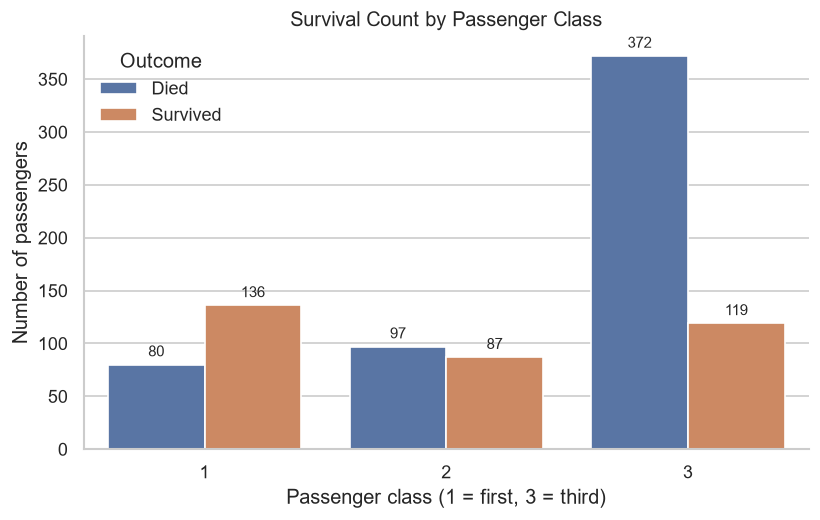 Survival Count by Passenger Class
Outcome
Died
Survived
Number of passengers
350
300
250
200
150
100
50
0
80
136
97
87
372
119
1
2
3
Passenger class (1 = first, 3 = third)